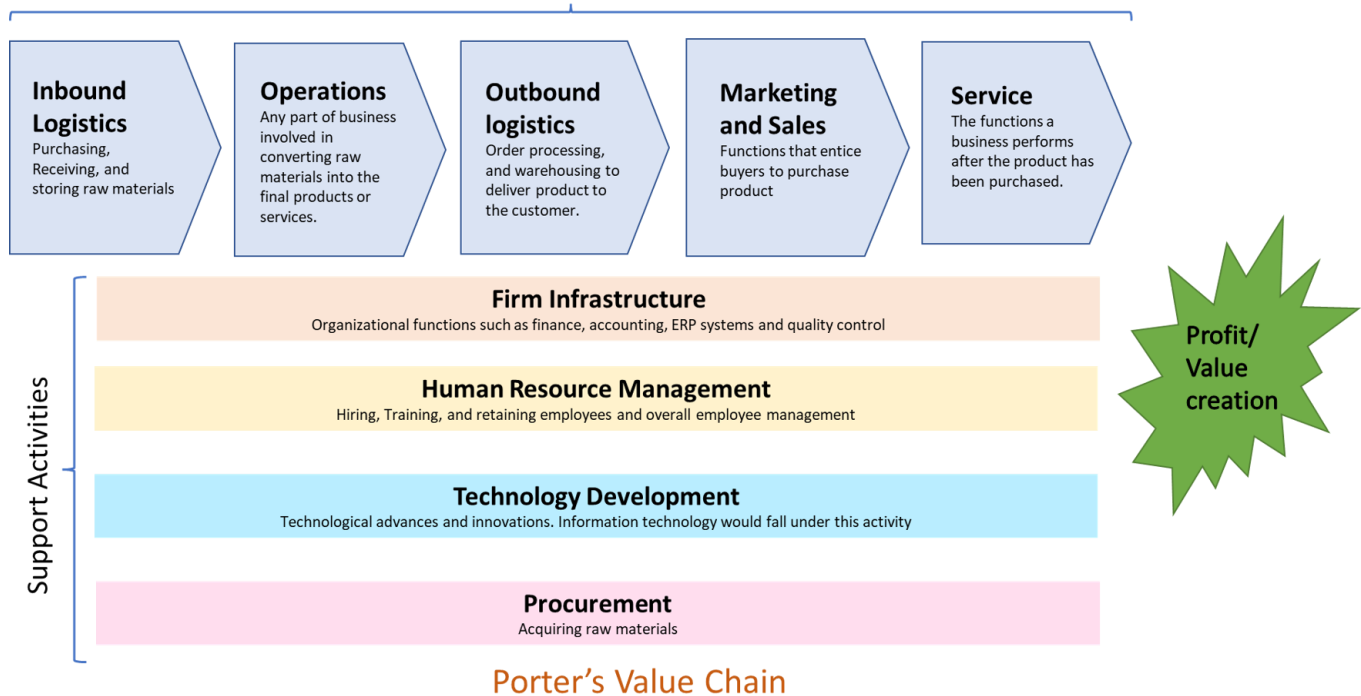 Inbound
Logistics
Purchasing,
Receiving, and
storing raw materials
Operations
Any part of business
involved in
converting raw
materials into the
final products or
services.
Outbound
logistics
Order processing,
and warehousing to
deliver product to
the customer.
Marketing
and Sales
Functions that entice
buyers to purchase
product
Service
The functions a
business performs
after the product has
been purchased.
Support Activities
Firm Infrastructure
Organizational functions such as finance, accounting, ERP systems and quality control
Human Resource Management
Hiring, Training, and retaining employees and overall employee management
Technology Development
Technological advances and innovations. Information technology would fall under this activity
Procurement
Acquiring raw materials
Profit/
Value
creation
Porter’s Value Chain